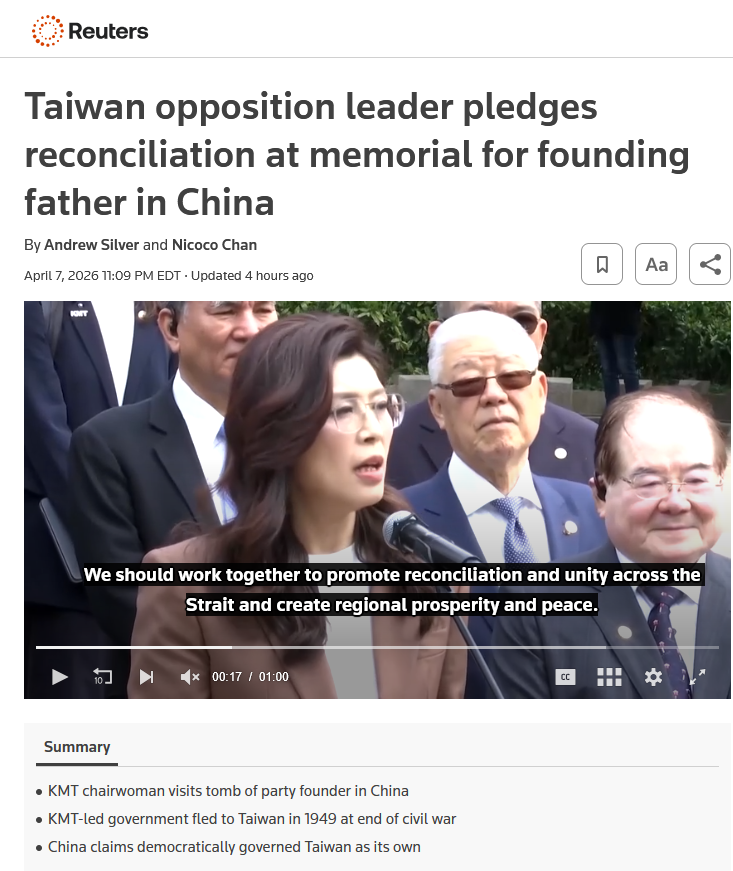 Reuters
Taiwan opposition leader pledges
reconciliation at memorial for founding
father in China
By Andrew Silver and Nicoco Chan
April 7, 2026 11:09 PM EDT · Updated 4 hours ago
Aa
KMT
We should work together to promote reconciliation and unity across the
Strait and create regional prosperity and peace.
10
00:17 / 01:00
CC
Summary
KMT chairwoman visits tomb of party founder in China
KMT-led government fled to Taiwan in 1949 at end of civil war
China claims democratically governed Taiwan as its own